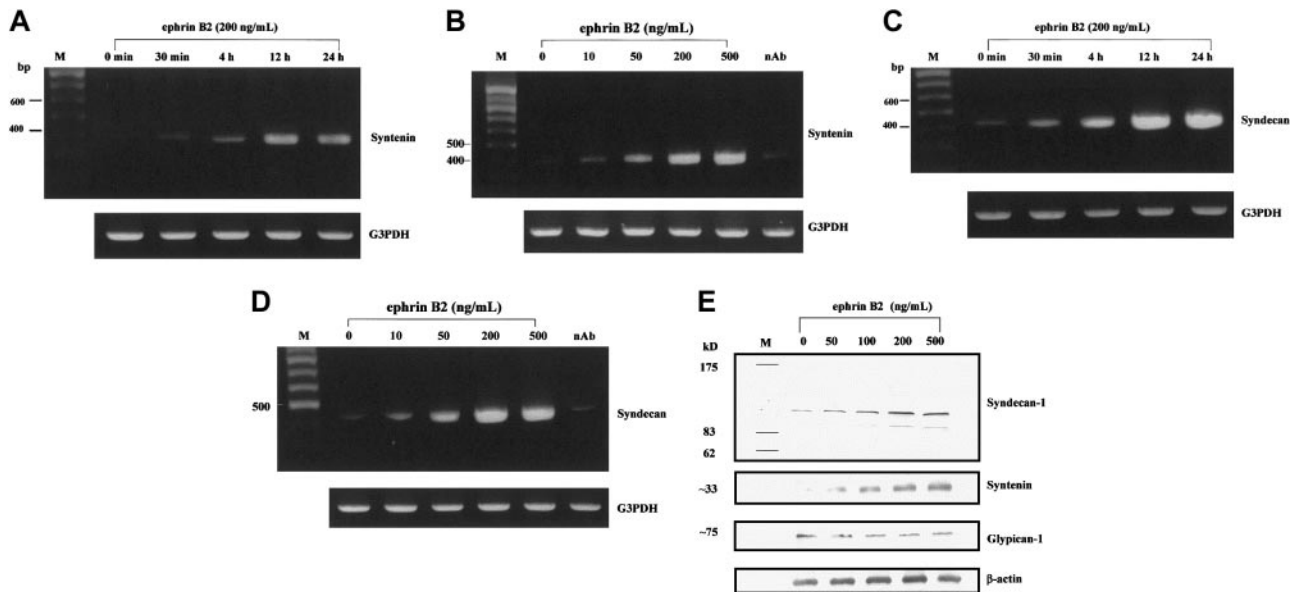 A
ephrin B2 (200 ng/mL)
M 0 min 30 min 4 h 12 h 24 h
bp
600
400
Syntenin
G3PDH
B
ephrin B2 (ng/mL)
M 0 10 50 200 500 nAb
500
400
Syntenin
G3PDH
C
ephrin B2 (200 ng/mL)
M 0 min 30 min 4 h 12 h 24 h
bp
600
400
Syndecan
G3PDH
D
ephrin B2 (ng/mL)
M 0 10 50 200 500 nAb
500
Syndecan
G3PDH
E
ephrin B2 (ng/mL)
kD M 0 50 100 200 500
175
Syndecan-1
83
62
~33 Syntenin
~75 Glypican-1
β-actin